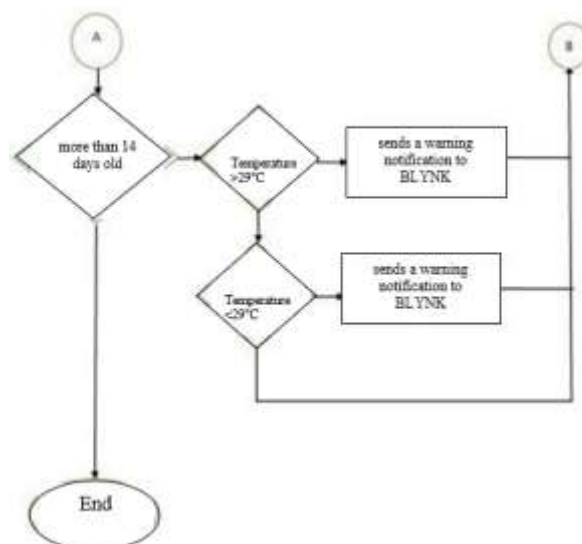 A
B
more than 14
days old
Temperature
>29°C
sends a warning
notification to
BLYNK
Temperature
<29°C
sends a warning
notification to
BLYNK
End